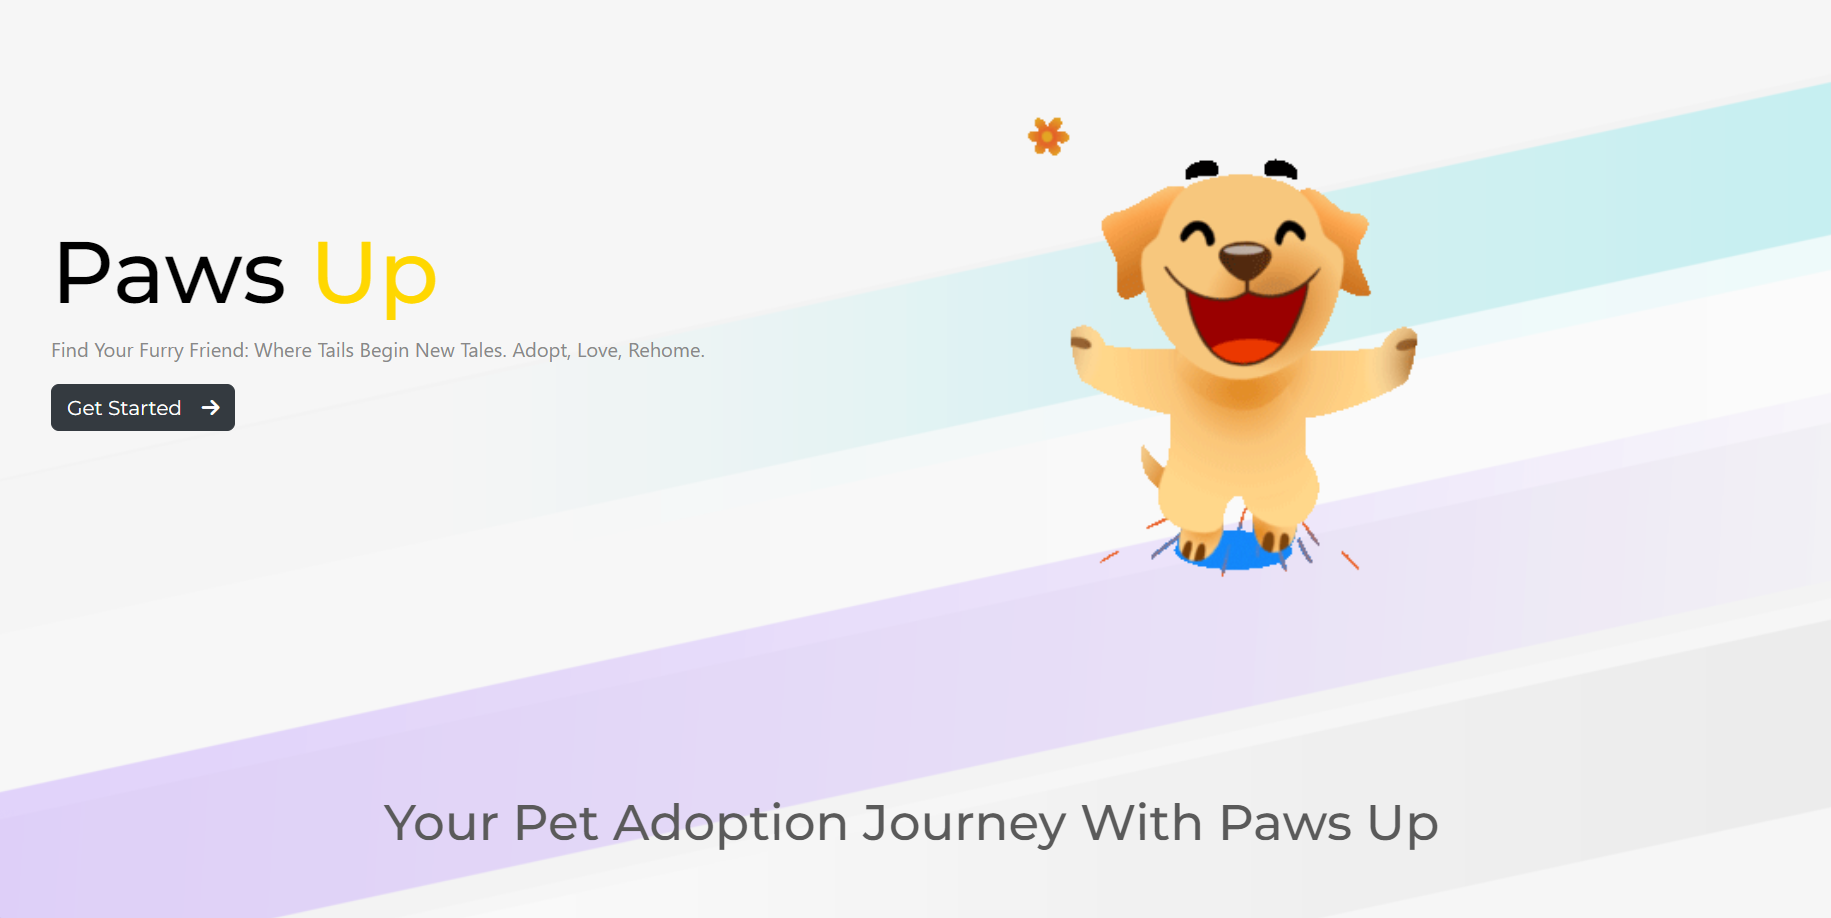 Paws Up
Find Your Furry Friend: Where Tails Begin New Tales. Adopt, Love, Rehome.
Get Started
Your Pet Adoption Journey With Paws Up